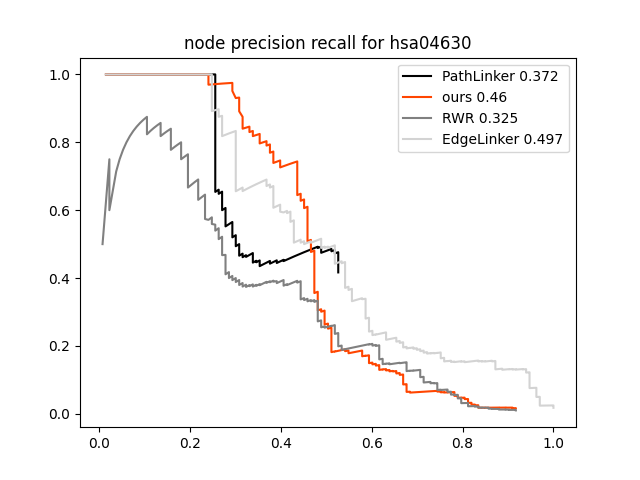 node precision recall for hsa04630
PathLinker 0.372
ours 0.46
RWR 0.325
EdgeLinker 0.497
1.0
0.8
0.6
0.4
0.2
0.0
0.0 0.2 0.4 0.6 0.8 1.0